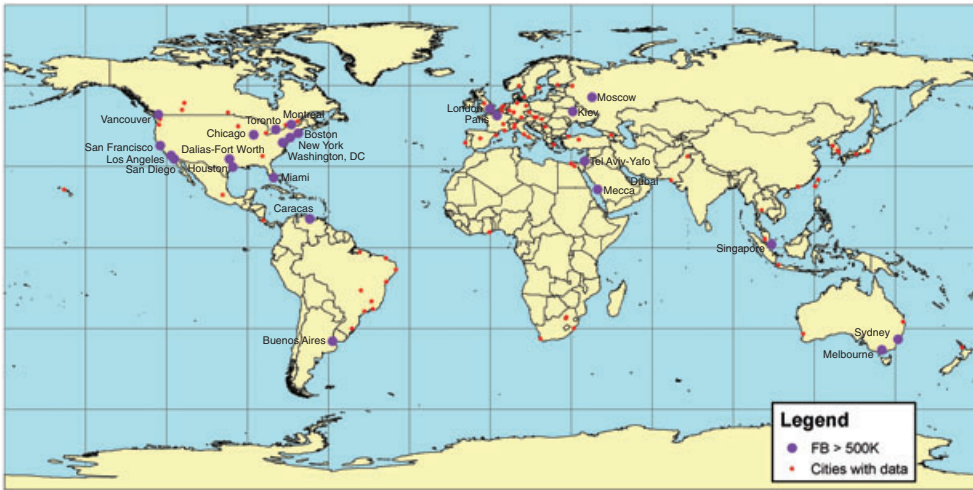 Moscow
London
Kiev
Paris
Vancouver
Montreal
Toronto
Chicago
Boston
San Francisco
New York
Dallas-Fort Worth
Washington, DC
Los Angeles
Tel Aviv-Yafo
San Diego
Houston
Miami
Dubai
Mecca
Caracas
Singapore
Buenos Aires
Sydney
Melbourne
Legend
FB > 500K
Cities with data